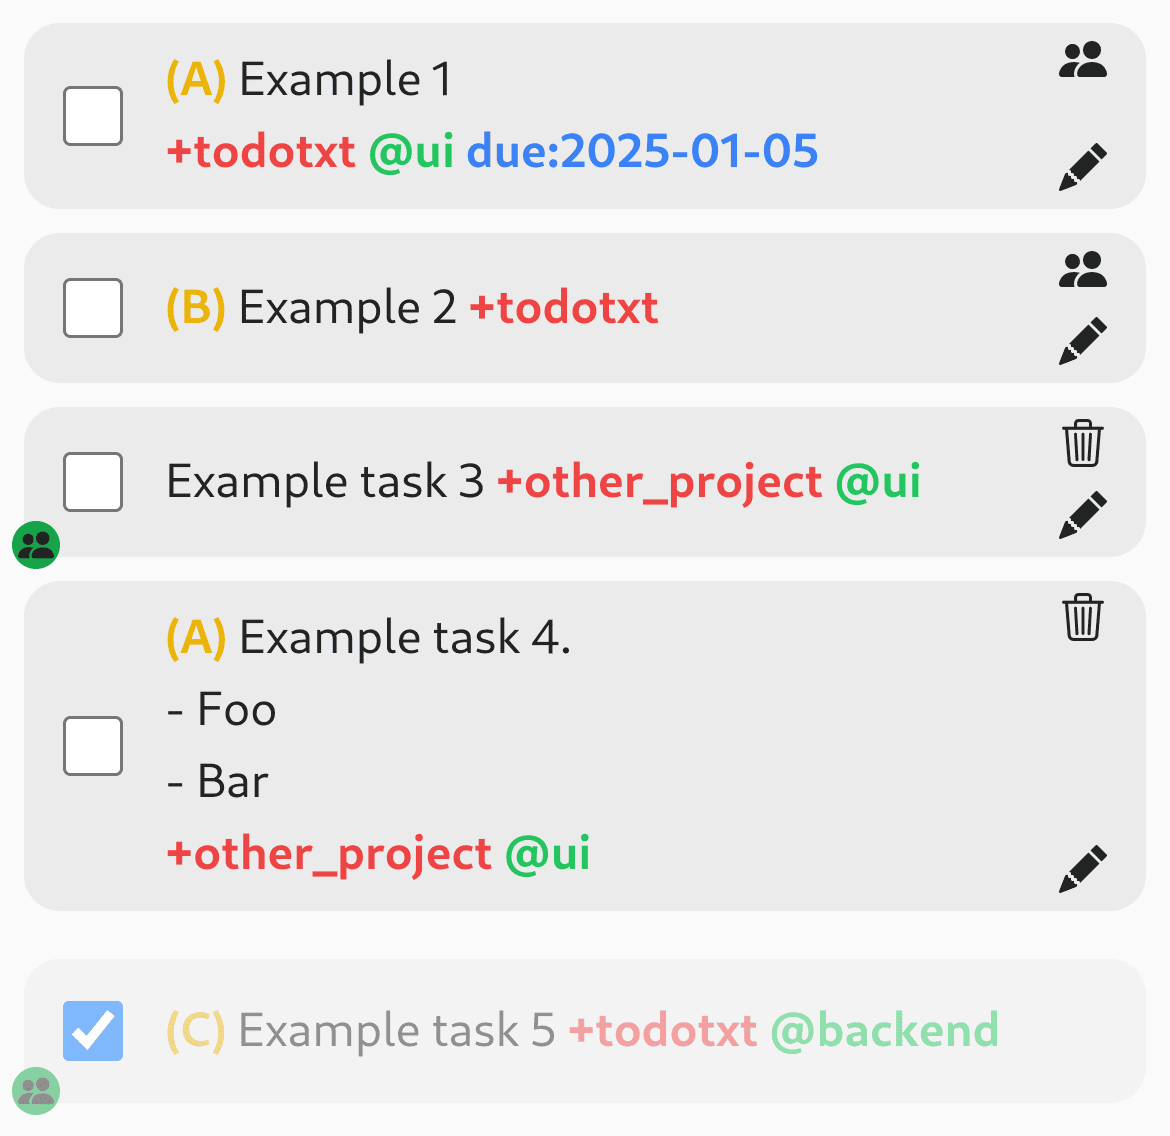 (A) Example 1
+todotxt @ui due:2025-01-05
(B) Example 2 +todotxt
Example task 3 +other_project @ui
(A) Example task 4.
- Foo
- Bar
+other_project @ui
(C) Example task 5 +todotxt @backend